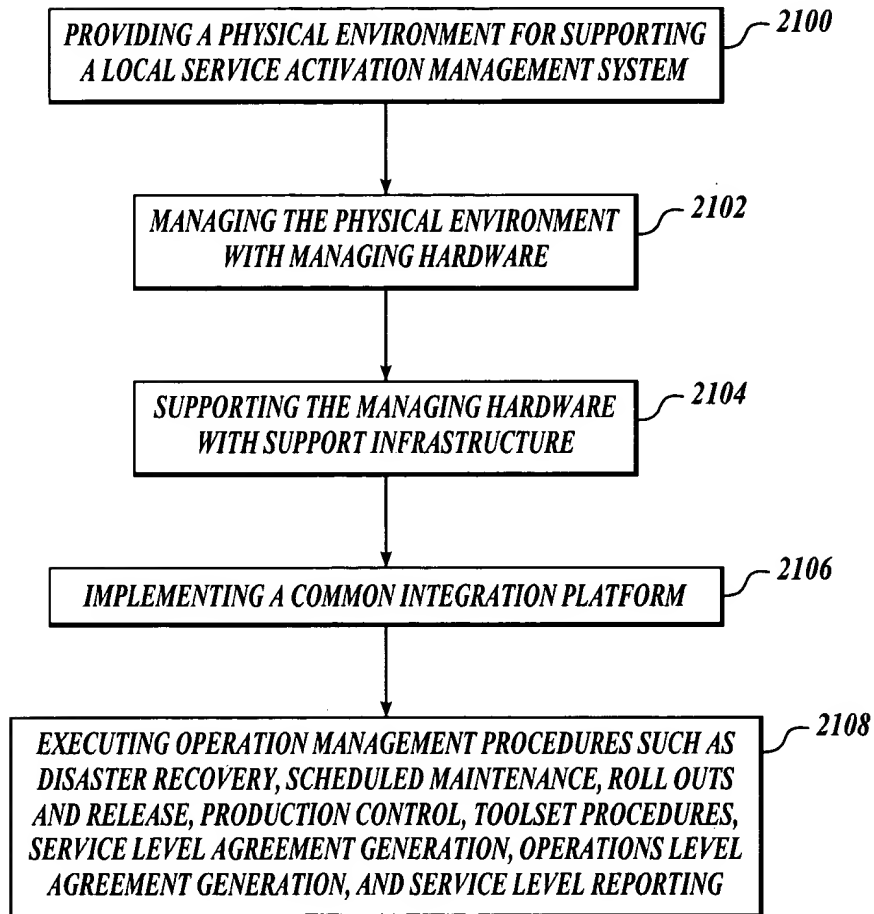 PROVIDING A PHYSICAL ENVIRONMENT FOR SUPPORTING
A LOCAL SERVICE ACTIVATION MANAGEMENT SYSTEM
2100
MANAGING THE PHYSICAL ENVIRONMENT
WITH MANAGING HARDWARE
2102
SUPPORTING THE MANAGING HARDWARE
WITH SUPPORT INFRASTRUCTURE
2104
IMPLEMENTING A COMMON INTEGRATION PLATFORM
2106
EXECUTING OPERATION MANAGEMENT PROCEDURES SUCH AS
DISASTER RECOVERY, SCHEDULED MAINTENANCE, ROLL OUTS
AND RELEASE, PRODUCTION CONTROL, TOOLSET PROCEDURES,
SERVICE LEVEL AGREEMENT GENERATION, OPERATIONS LEVEL
AGREEMENT GENERATION, AND SERVICE LEVEL REPORTING
2108